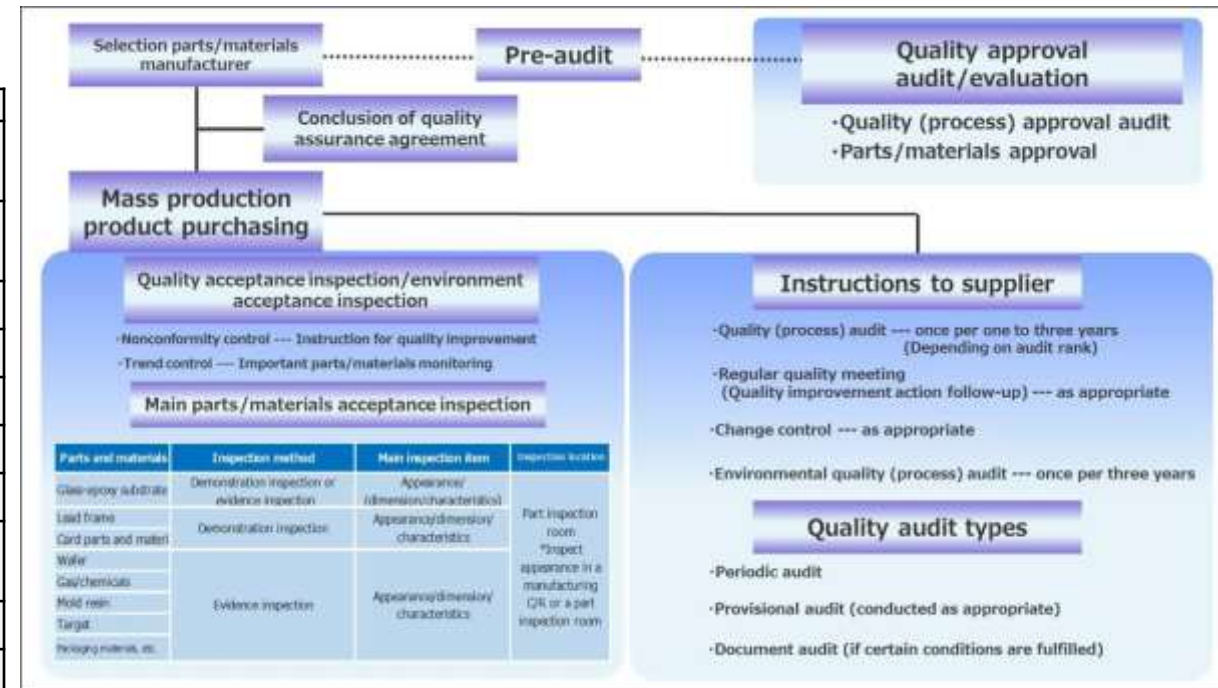 Selection parts/materials
manufacturer
Pre-audit
Quality approval
audit/evaluation
・Quality (process) approval audit
・Parts/materials approval
Conclusion of quality
assurance agreement
Mass production
product purchasing
Quality acceptance inspection/environment
acceptance inspection
・Nonconformity control --- Instruction for quality improvement
・Trend control --- Important parts/materials monitoring
Main parts/materials acceptance inspection
Parts and materials
Inspection method
Main inspection item
Inspection location
Glass-epoxy substrate
Demonstration inspection or
evidence inspection
Appearance/
(dimension/characteristics)
Lead frame
Card parts and materi
Demonstration inspection
Appearance/dimension/
characteristics
Wafer
Gas/chemicals
Mold resin
Target
Packaging materials, etc.
Evidence inspection
Appearance/dimension/
characteristics
Part inspection
room
*Inspect
appearance in a
manufacturing
C/R or a part
inspection room
Instructions to supplier
・Quality (process) audit --- once per one to three years
(Depending on audit rank)
・Regular quality meeting
(Quality improvement action follow-up) --- as appropriate
・Change control --- as appropriate
・Environmental quality (process) audit --- once per three years
Quality audit types
・Periodic audit
・Provisional audit (conducted as appropriate)
・Document audit (if certain conditions are fulfilled)